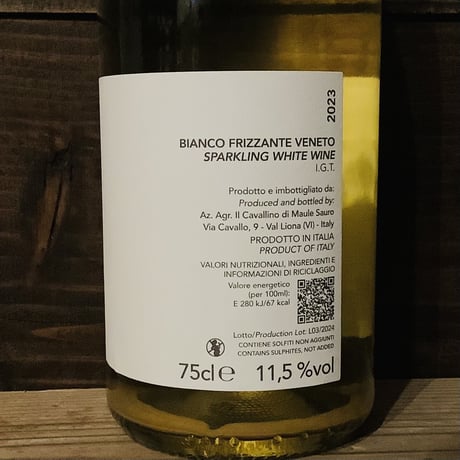 2023
BIANCO FRIZZANTE VENETO
SPARKLING WHITE WINE
I.G.T.
Prodotto e imbottigliato da:
Produced and bottled by:
Az. Agr. Il Cavallino di Maule Sauro
Via Cavallo, 9 - Val Liona (VI) - Italy
PRODOTTO IN ITALIA
PRODUCT OF ITALY
VALORI NUTRIZIONALI, INGREDIENTI E
INFORMAZIONI DI RICICLAGGIO
Valore energetico
(per 100ml):
E 280 kJ/67 kcal
Lotto/Production Lot: L03/2024
CONTIENE SOLFITI NON AGGIUNTI
CONTAINS SULPHITES, NOT ADDED
75cl e 11,5 %vol